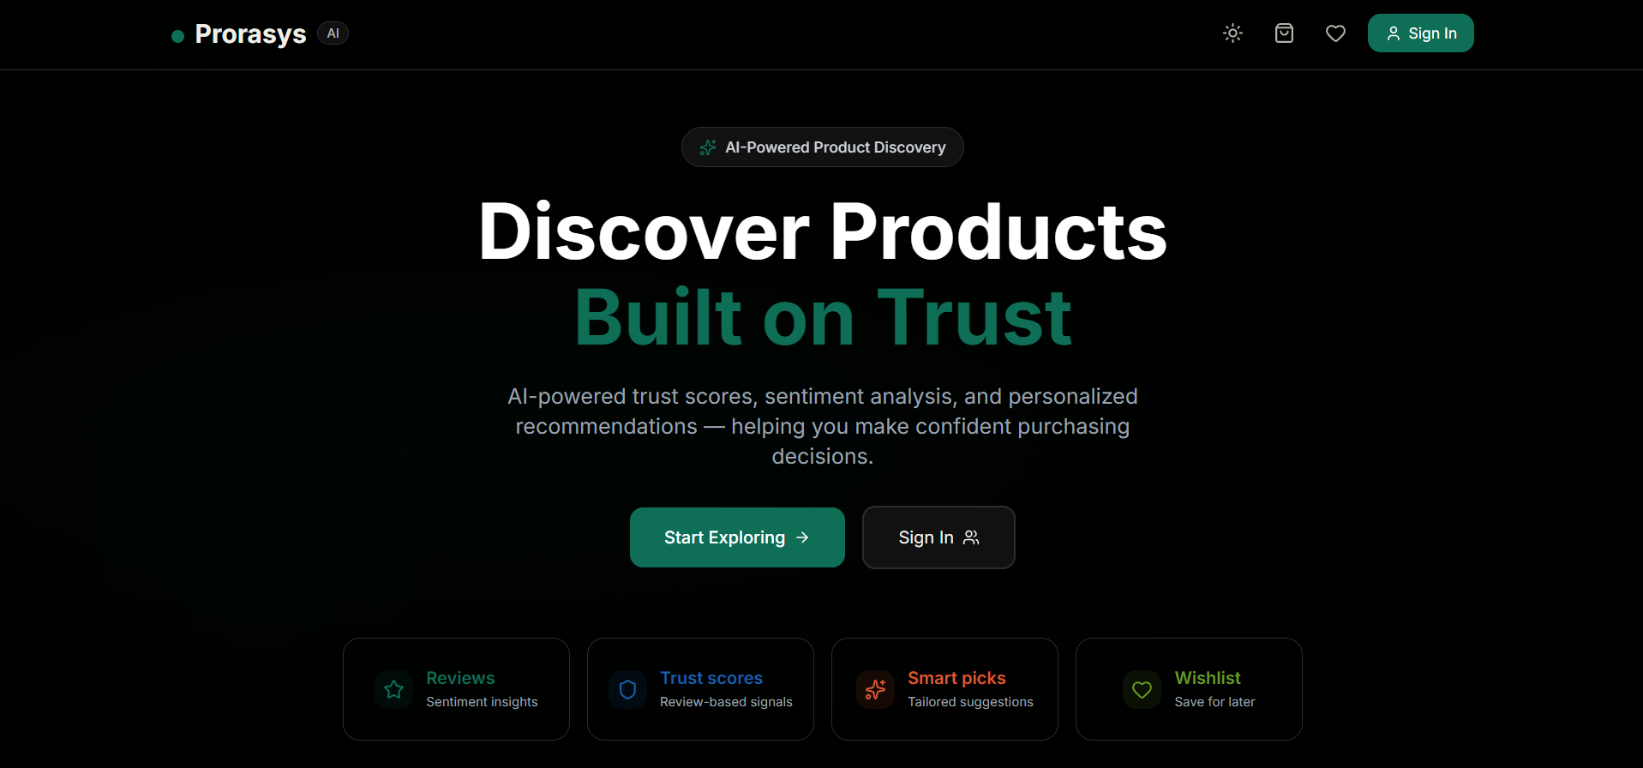 Prorasys AI
Sign In
AI-Powered Product Discovery
Discover Products
Built on Trust
AI-powered trust scores, sentiment analysis, and personalized
recommendations — helping you make confident purchasing
decisions.
Start Exploring
Sign In
Reviews
Sentiment insights
Trust scores
Review-based signals
Smart picks
Tailored suggestions
Wishlist
Save for later